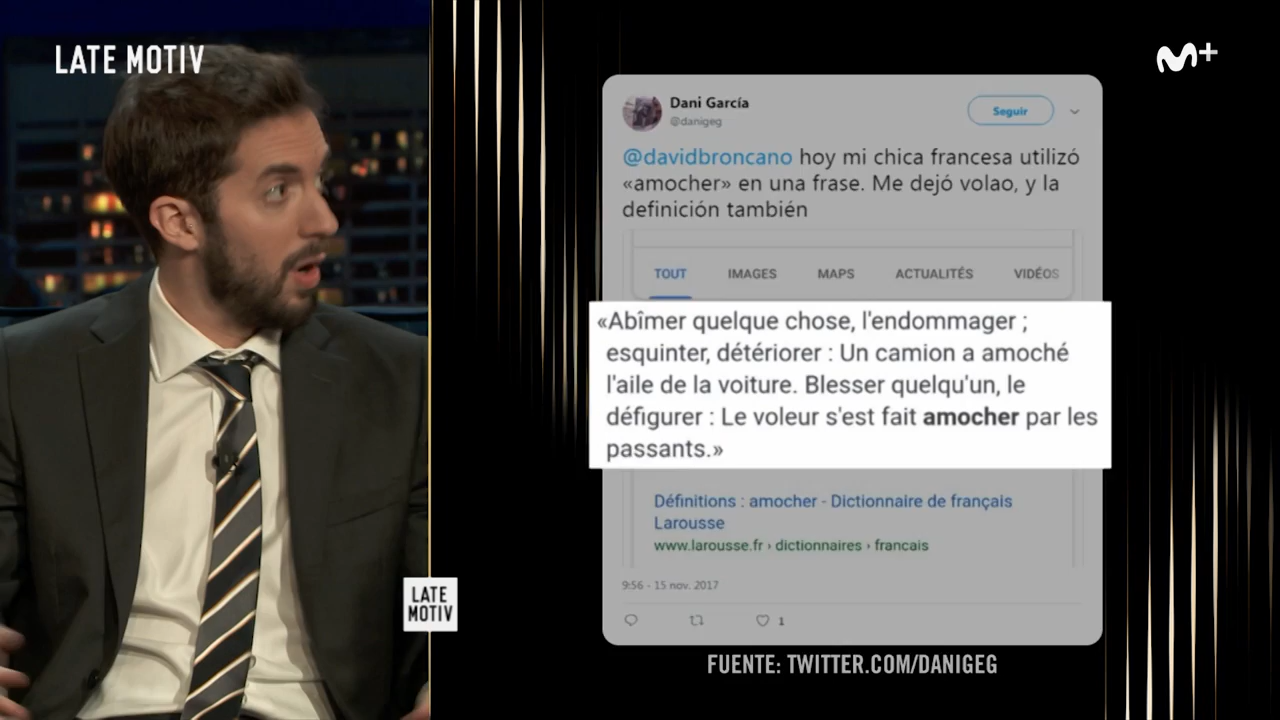 LATE MOTIV
M+
Dani García
@danigeg
Seguir
@davidbroncano hoy mi chica francesa utilizó
«amocher» en una frase. Me dejó volao, y la
definición también
TOUT IMAGES MAPS ACTUALITÉS VIDÉOS
«Abîmer quelque chose, l'endommager ;
esquinter, détériorer : Un camion a amoché
l'aile de la voiture. Blesser quelqu'un, le
défigurer : Le voleur s'est fait amocher par les
passants.»
Définitions : amocher - Dictionnaire de français
Larousse
www.larousse.fr › dictionnaires › francais
9:56 - 15 nov. 2017
1
LATE
MOTIV
FUENTE: TWITTER.COM/DANIGEG